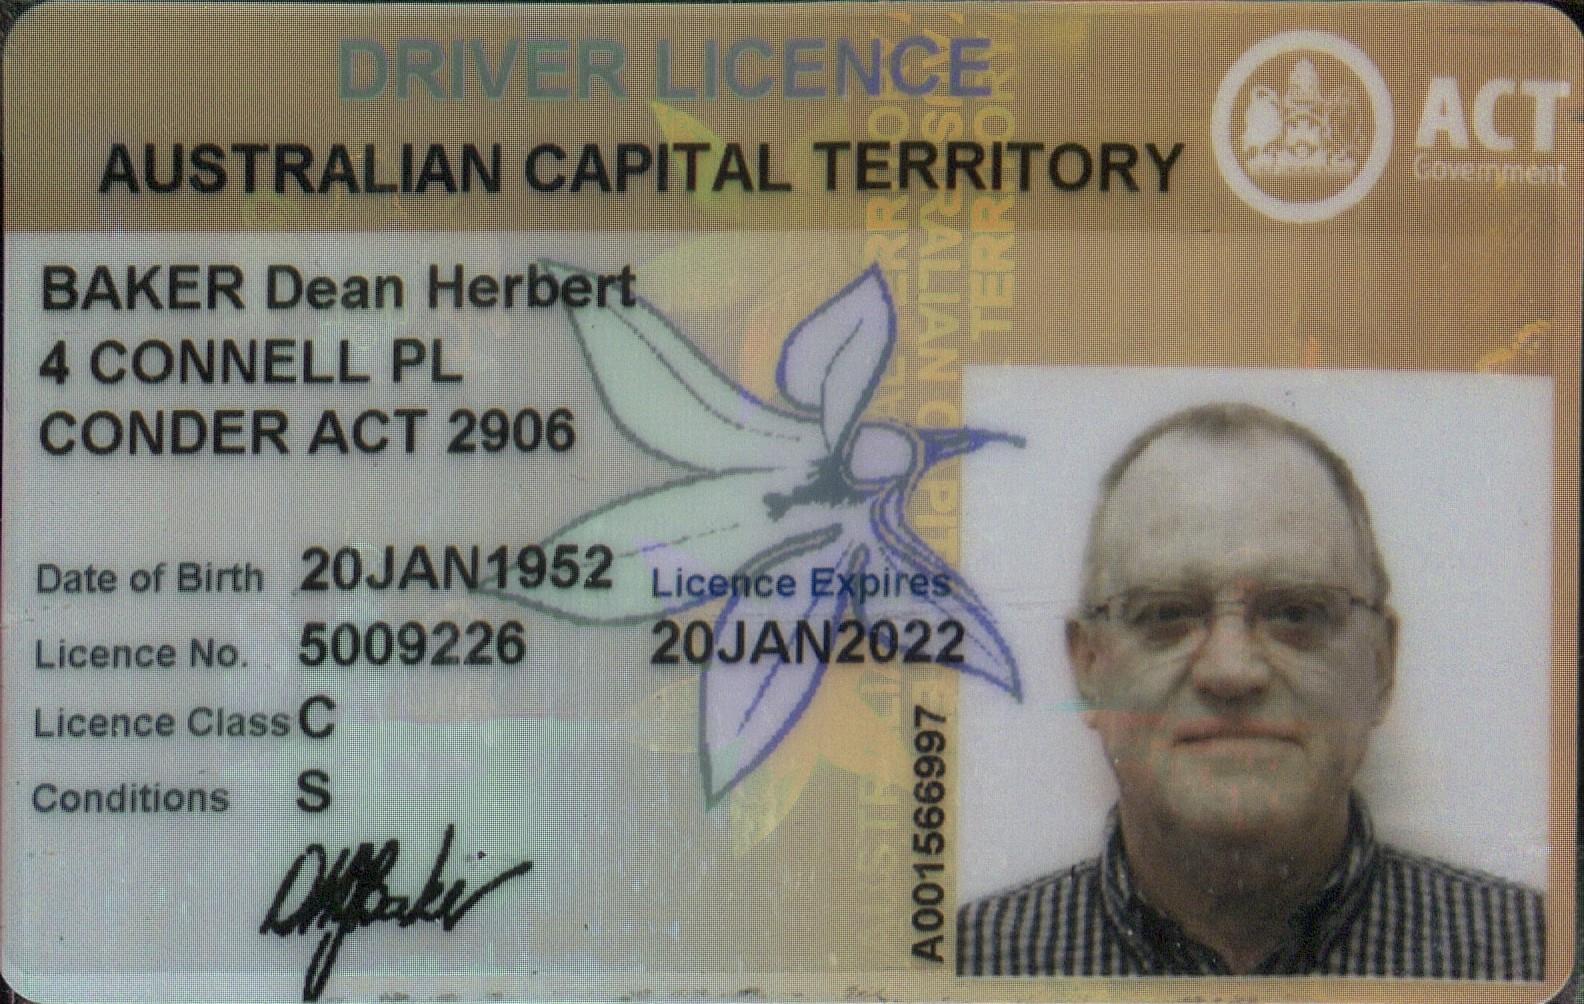 DRIVER LICENCE
AUSTRALIAN CAPITAL TERRITORY
ACT
Government
BAKER Dean Herbert
4 CONNELL PL
CONDER ACT 2906
Date of Birth 20JAN1952
Licence Expires
20JAN2022
Licence No. 5009226
Licence Class C
Conditions S
DHBaker
A001566997